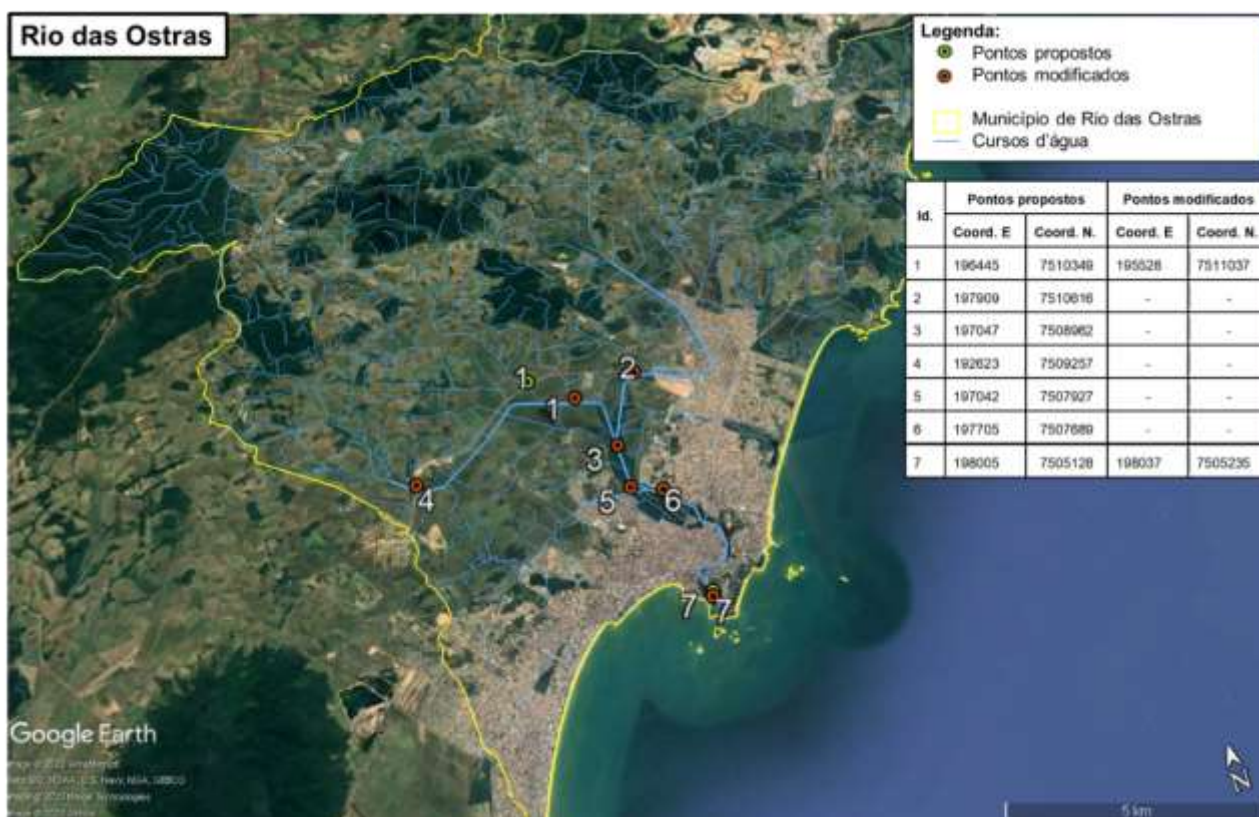 Rio das Ostras
Legenda:
Pontos propostos
Pontos modificados
Município de Rio das Ostras
Cursos d'água
Id. Pontos propostos Pontos modificados
Coord. E Coord. N. Coord. E Coord. N.
1 196445 7510349 195528 7511037
2 197909 7510616 - -
3 197047 7508962 - -
4 192623 7509257 - -
5 197042 7507927 - -
6 197705 7507689 - -
7 198005 7505128 198037 7505235
1
2
1
3
4
5
6
7
7
Google Earth
N
5 km